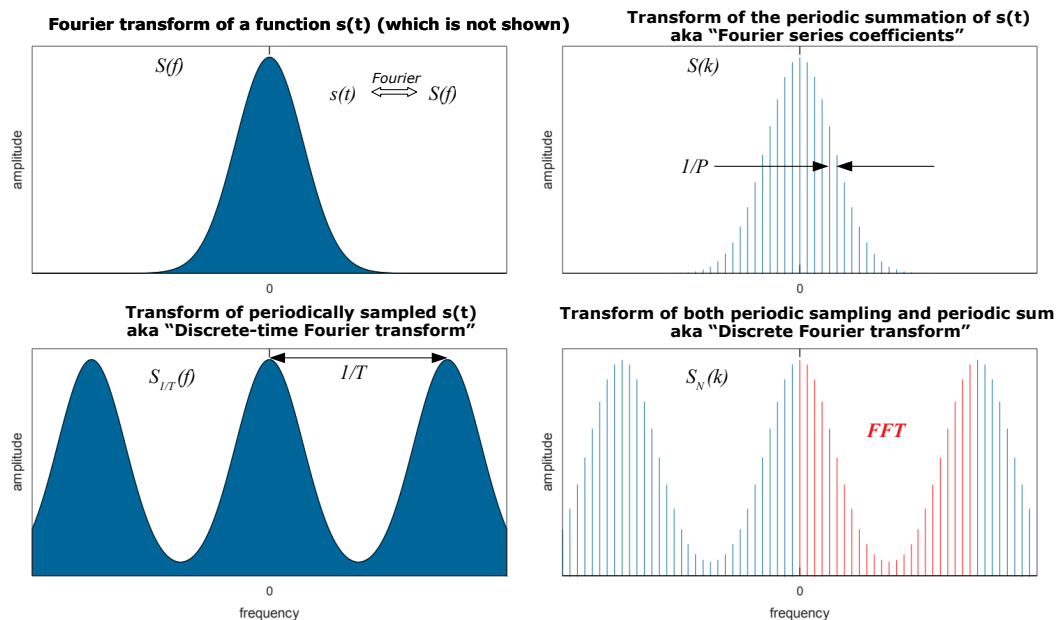 Fourier transform of a function s(t) (which is not shown)
S(f)
Fourier
s(t) S(f)
amplitude
0
Transform of the periodic summation of s(t)
aka “Fourier series coefficients”
S(k)
1/P
amplitude
0
Transform of periodically sampled s(t)
aka “Discrete-time Fourier transform”
S1/T(f)
1/T
amplitude
0
frequency
Transform of both periodic sampling and periodic sum
aka “Discrete Fourier transform”
SN(k)
FFT
amplitude
0
frequency